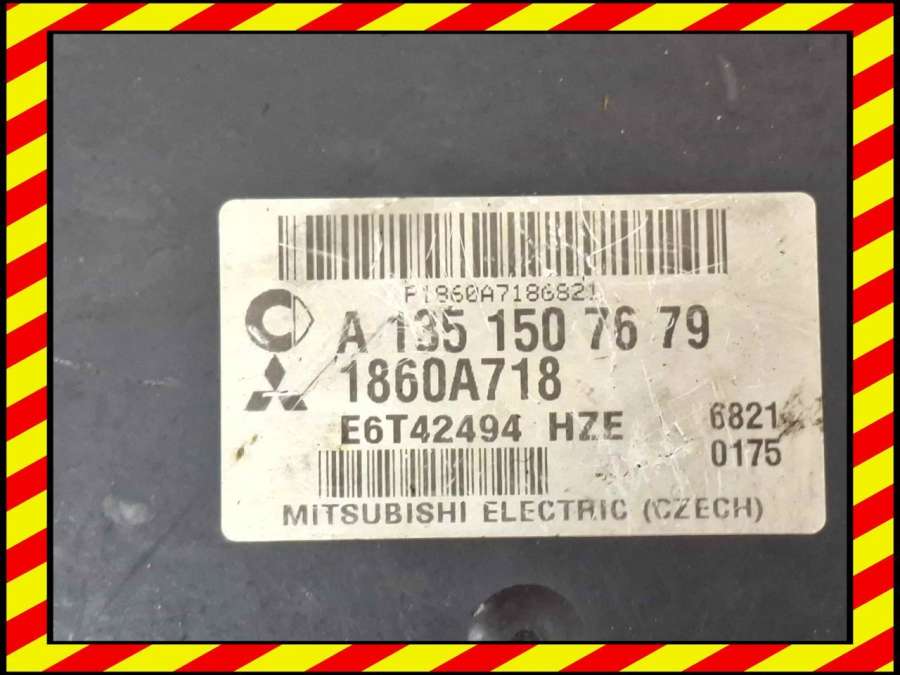 P1860A7186821
A 135 150 76 79
1860A718
E6T42494 HZE
6821
0175
MITSUBISHI ELECTRIC (CZECH)